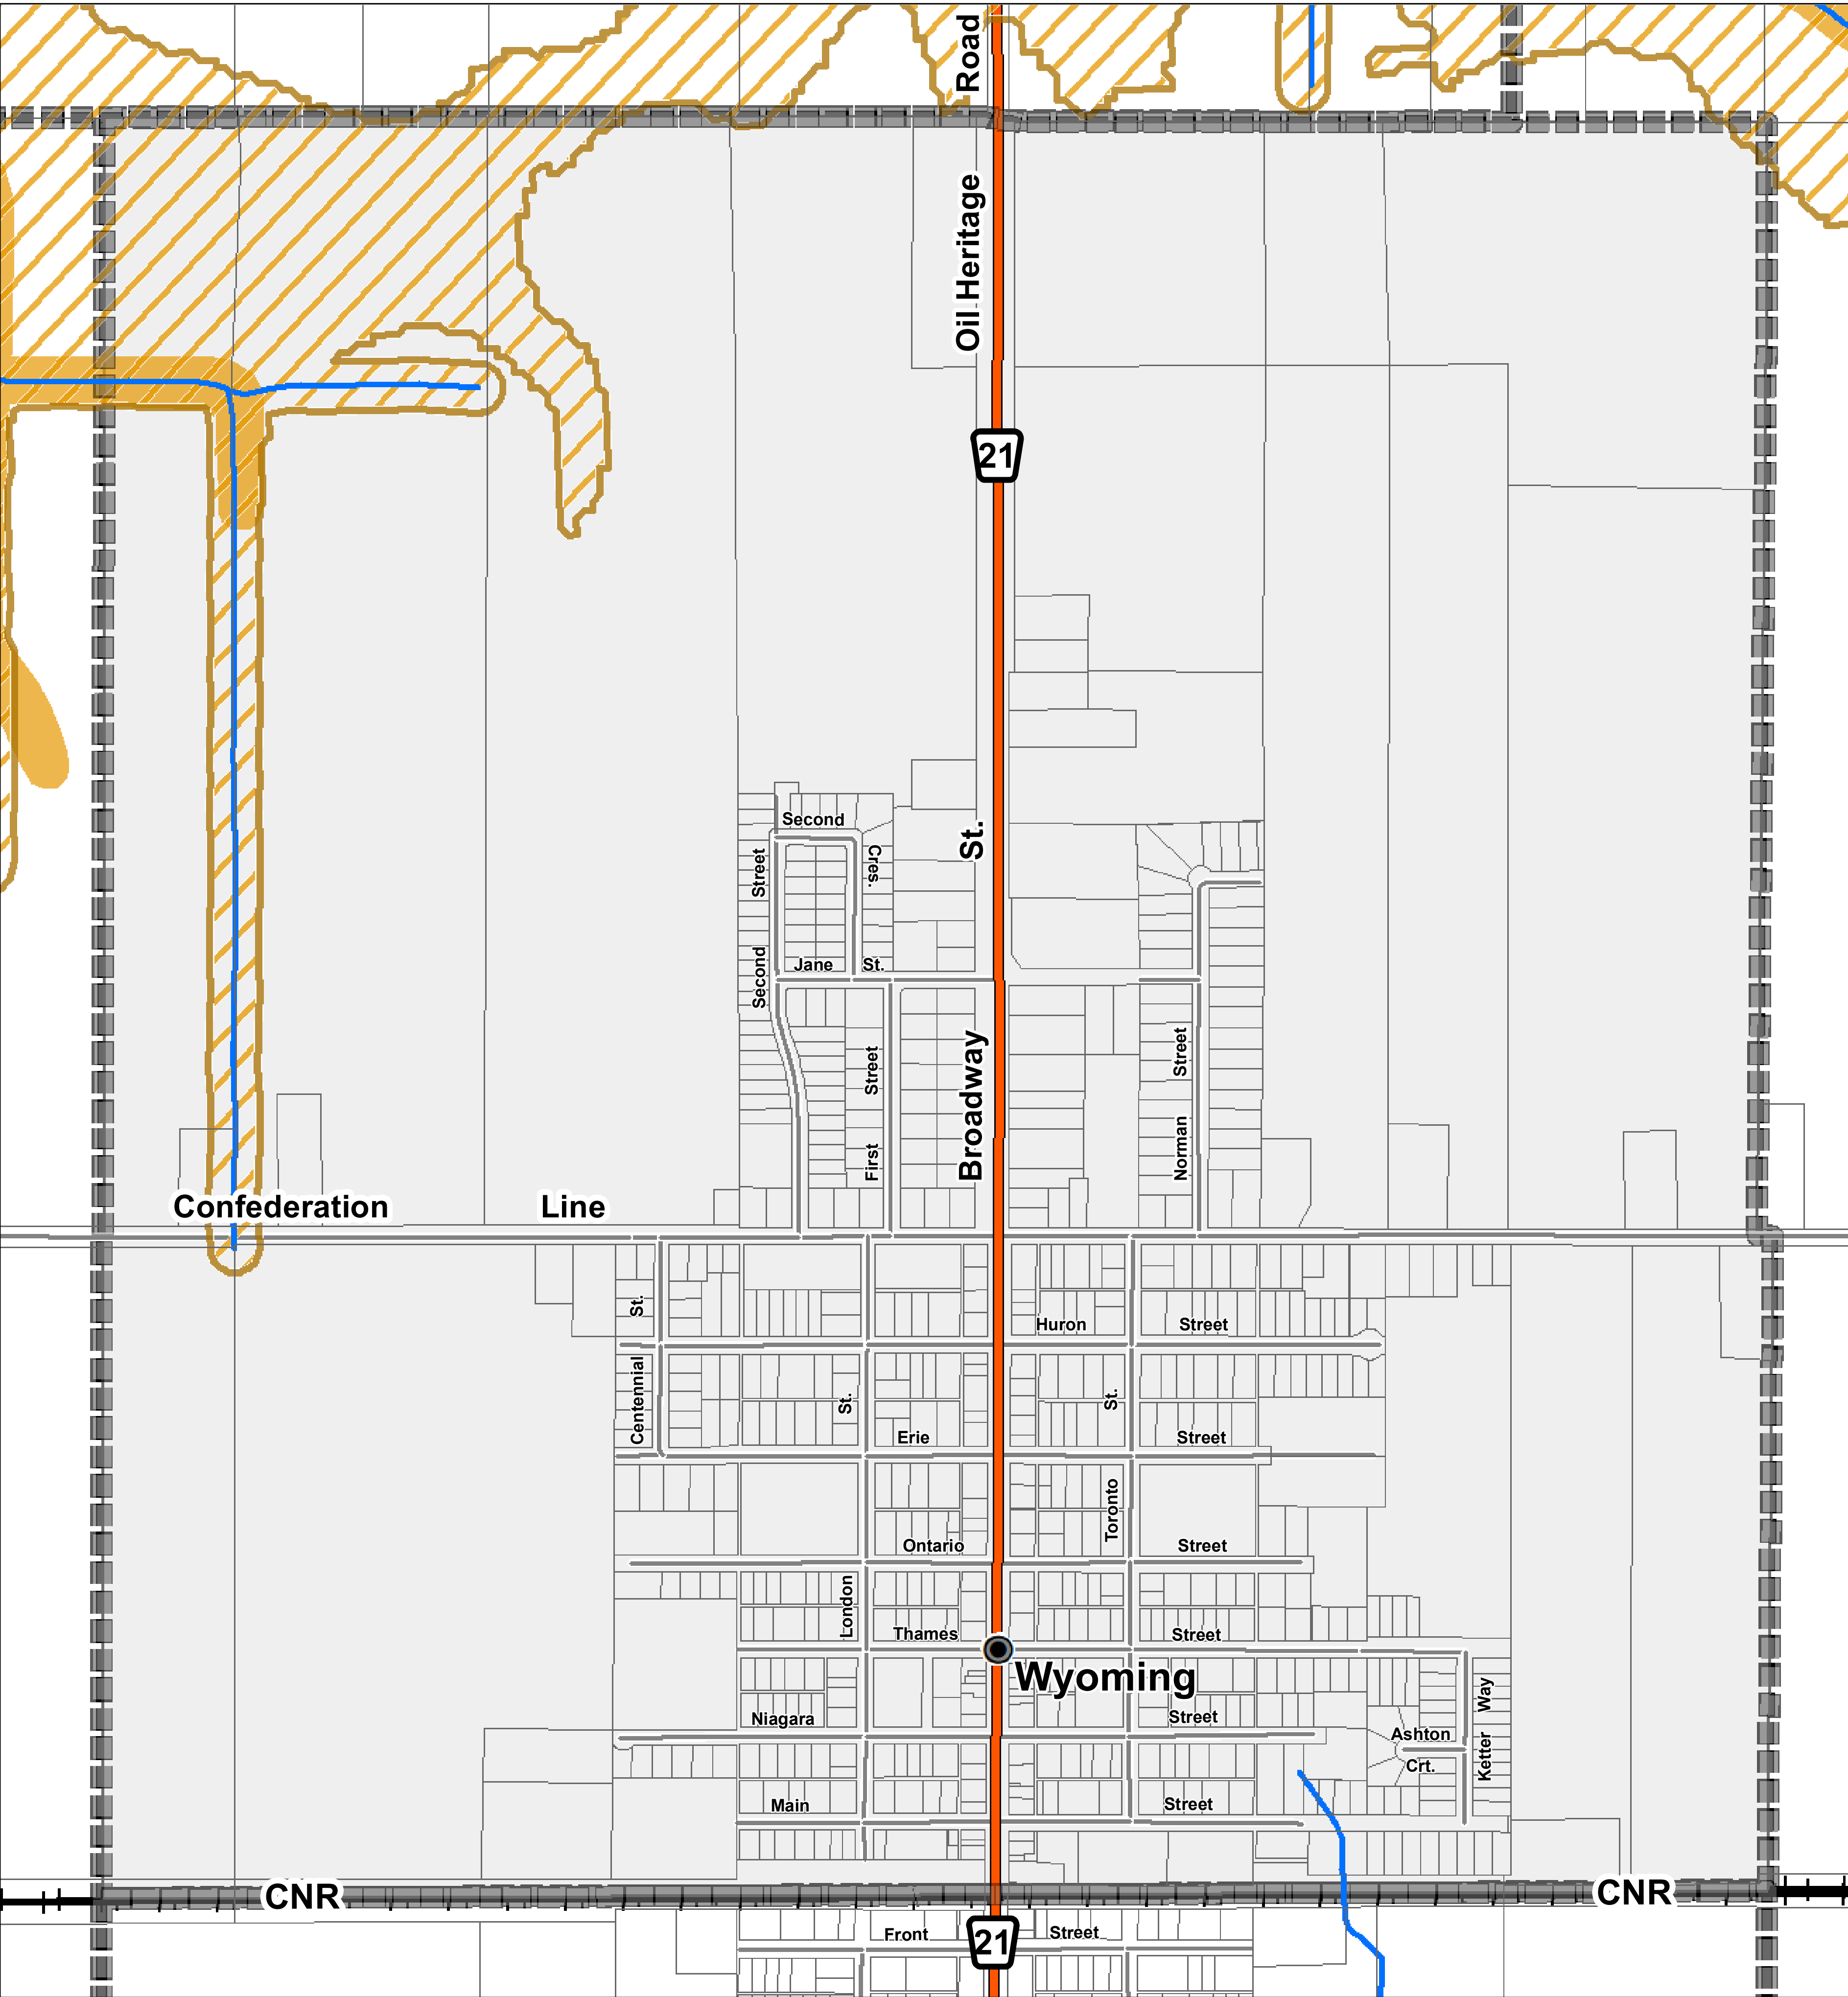 Road
Oil Heritage
21
St.
Broadway
Second
Cres.
Street
Second
Jane St.
Street
First
Street
Norman
Confederation Line
St.
Centennial
Huron Street
St.
St.
Erie Street
Toronto
Ontario Street
London
Thames Street
Wyoming
Niagara Street
Way
Ketter
Ashton
Crt.
Main Street
CNR
CNR
Front Street
21